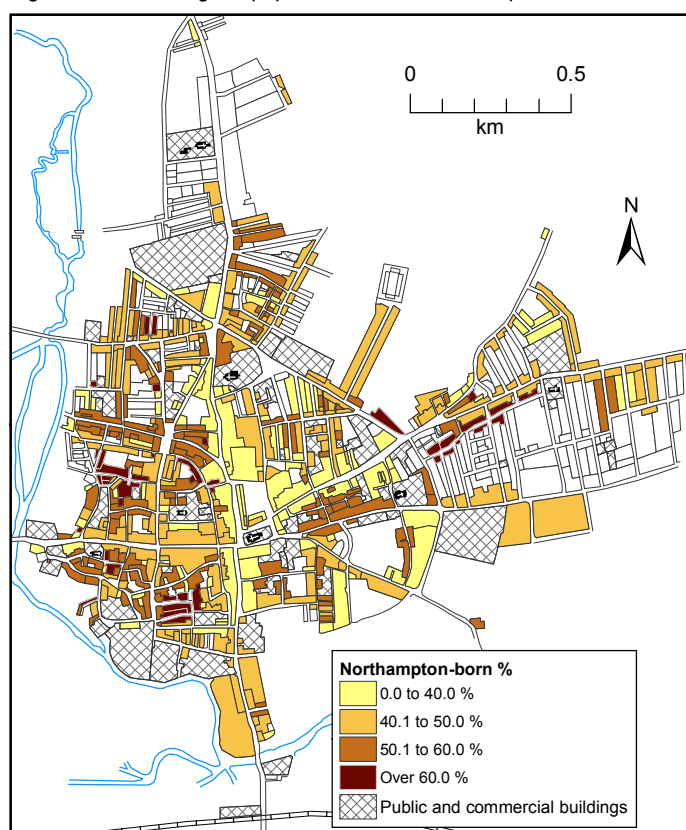 0 0.5
km
N
Northampton-born %
0.0 to 40.0 %
40.1 to 50.0 %
50.1 to 60.0 %
Over 60.0 %
Public and commercial buildings